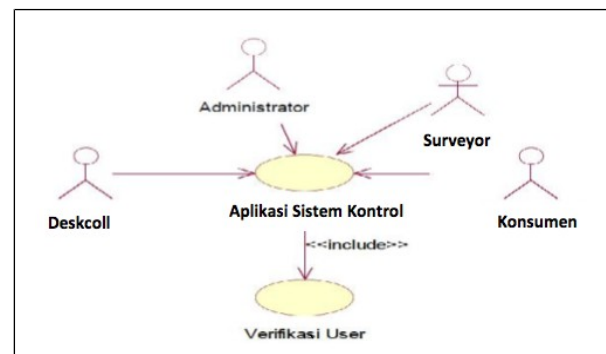 Administrator
Surveyor
Deskcoll
Aplikasi Sistem Kontrol
Konsumen
<<include>>
Verifikasi User